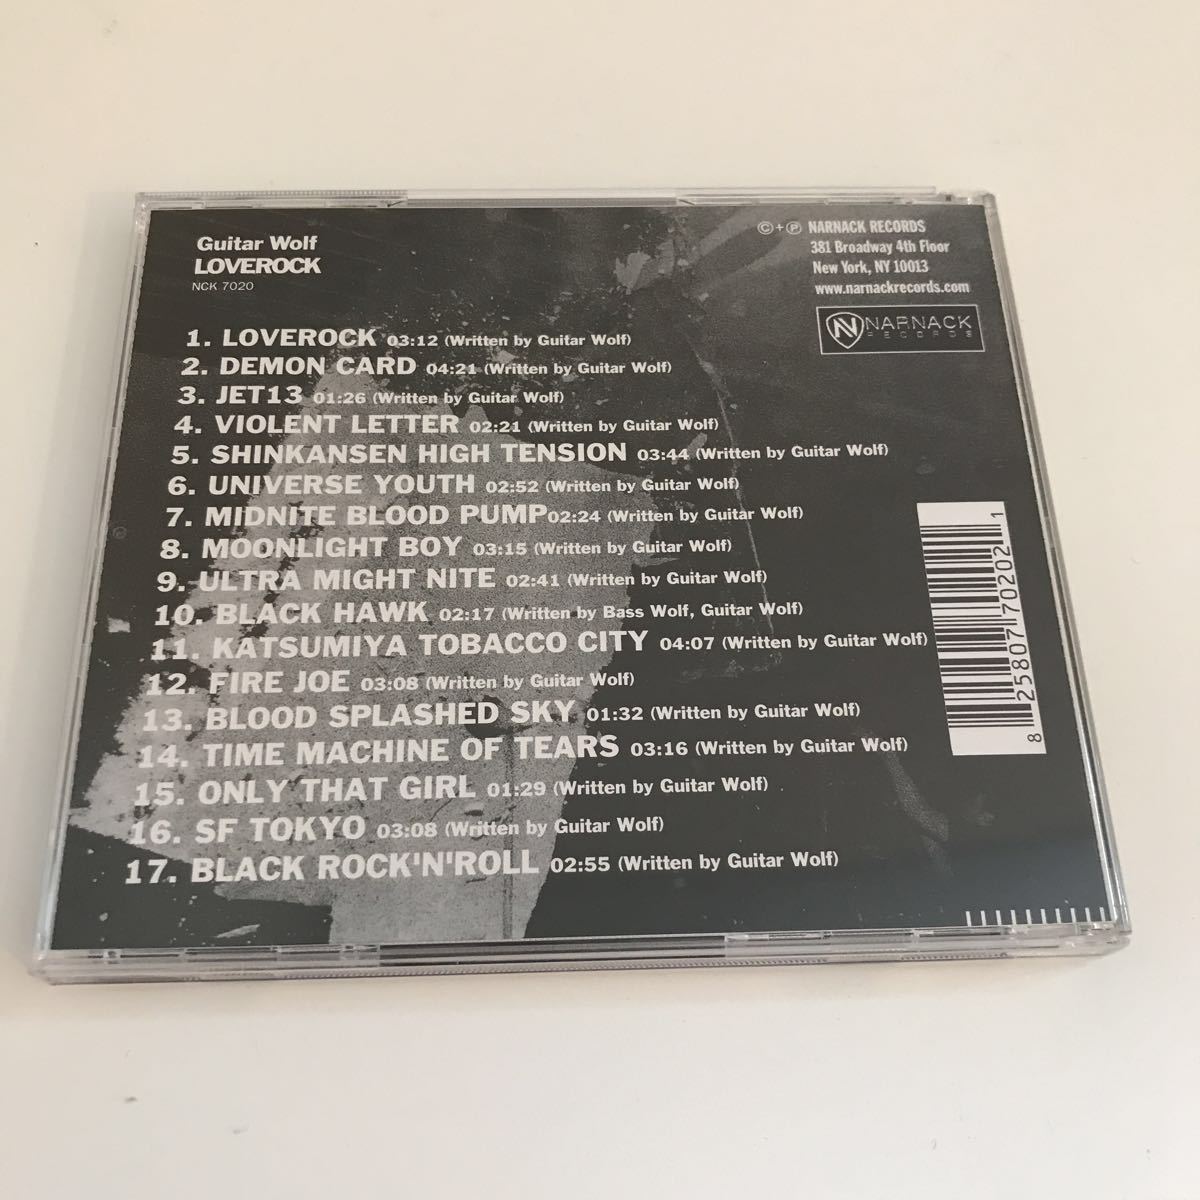 Guitar Wolf
LOVEROCK
NCK 7020
©+℗ NARNACK RECORDS
381 Broadway 4th Floor
New York, NY 10013
www.narnackrecords.com
NARNACK
RECORDS
1. LOVEROCK 03:12 (Written by Guitar Wolf)
2. DEMON CARD 04:21 (Written by Guitar Wolf)
3. JET13 01:26 (Written by Guitar Wolf)
4. VIOLENT LETTER 02:21 (Written by Guitar Wolf)
5. SHINKANSEN HIGH TENSION 03:44 (Written by Guitar Wolf)
6. UNIVERSE YOUTH 02:52 (Written by Guitar Wolf)
7. MIDNITE BLOOD PUMP02:24 (Written by Guitar Wolf)
8. MOONLIGHT BOY 03:15 (Written by Guitar Wolf)
9. ULTRA MIGHT NITE 02:41 (Written by Guitar Wolf)
10. BLACK HAWK 02:17 (Written by Bass Wolf, Guitar Wolf)
11. KATSUMIYA TOBACCO CITY 04:07 (Written by Guitar Wolf)
12. FIRE JOE 03:08 (Written by Guitar Wolf)
13. BLOOD SPLASHED SKY 01:32 (Written by Guitar Wolf)
14. TIME MACHINE OF TEARS 03:16 (Written by Guitar Wolf)
15. ONLY THAT GIRL 01:29 (Written by Guitar Wolf)
16. SF TOKYO 03:08 (Written by Guitar Wolf)
17. BLACK ROCK'N'ROLL 02:55 (Written by Guitar Wolf)
8 25807 70202 1